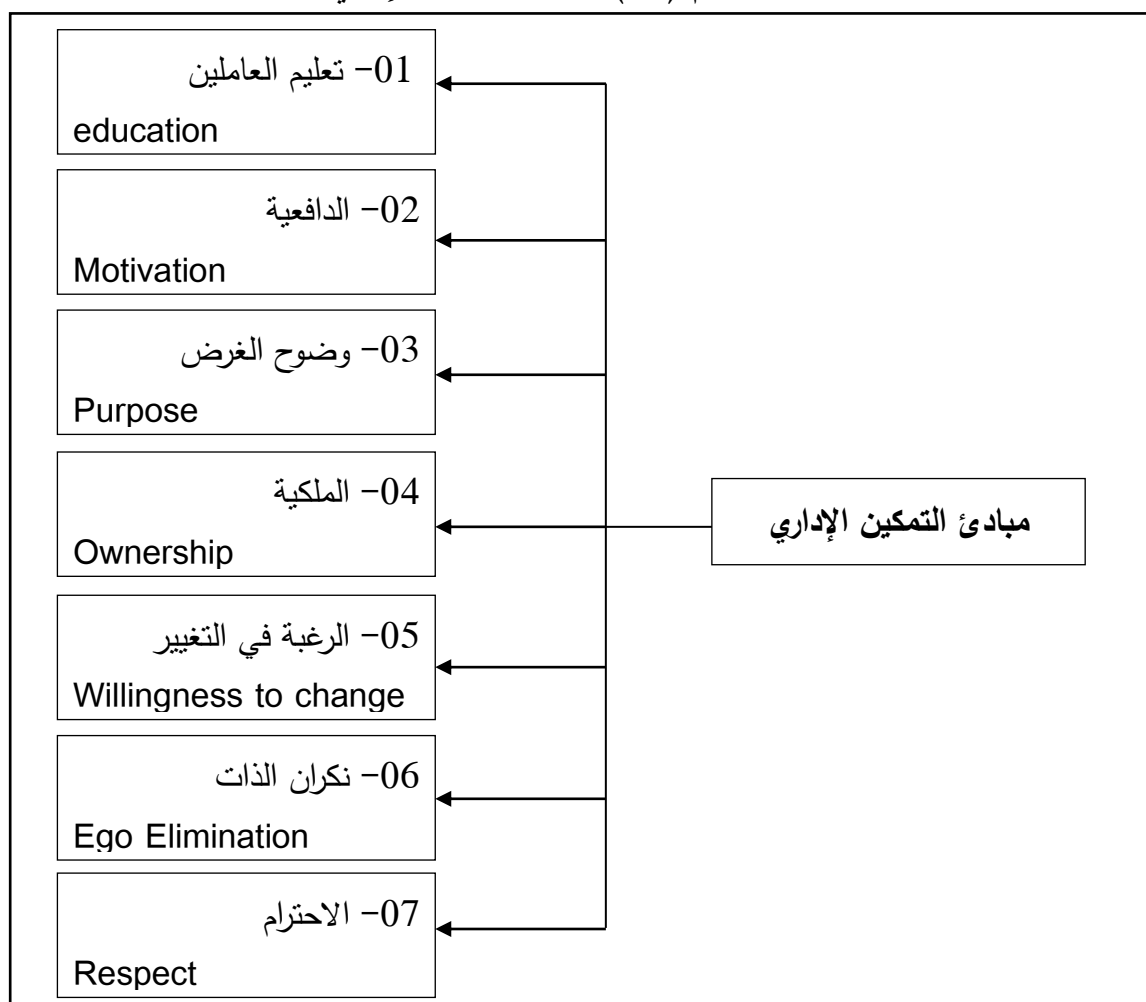 مبادئ التمكين الإداري
01- تعليم العاملين
education
02- الدافعية
Motivation
03- وضوح الغرض
Purpose
04- الملكية
Ownership
05- الرغبة في التغيير
Willingness to change
06- نكران الذات
Ego Elimination
07- الاحترام
Respect